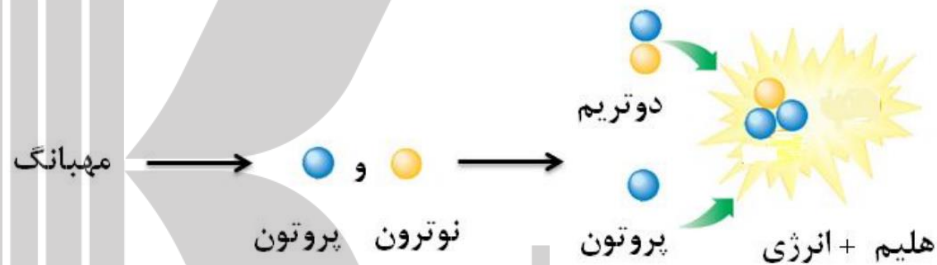 مهبانگ
پروتون و نوترون
دوتریم
پروتون
هلیم + انرژی